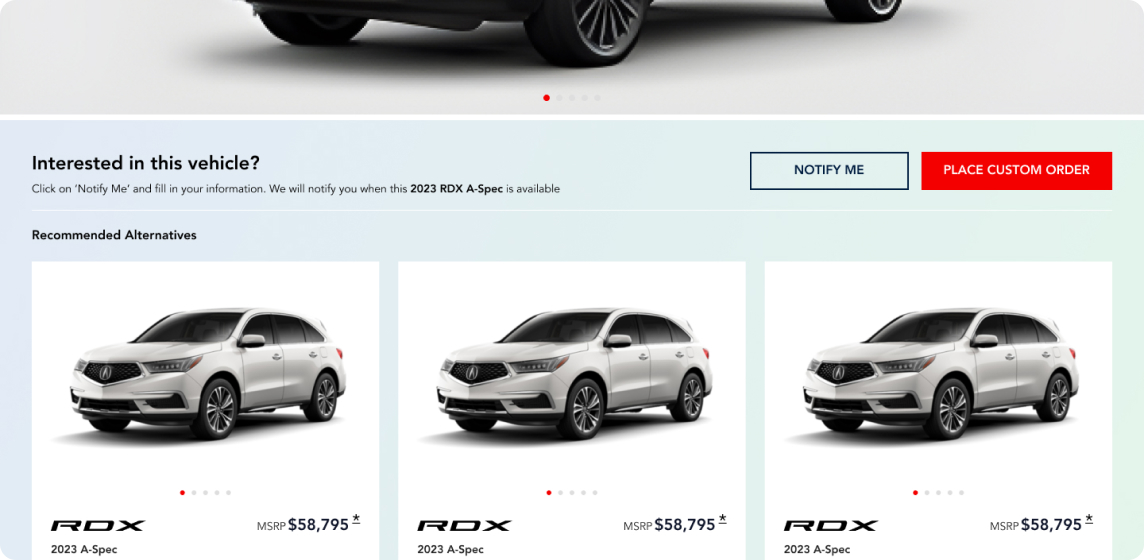 Interested in this vehicle?
Click on ‘Notify Me’ and fill in your information. We will notify you when this 2023 RDX A-Spec is available
NOTIFY ME
PLACE CUSTOM ORDER
Recommended Alternatives
RDX MSRP $58,795*
2023 A-Spec
RDX MSRP $58,795*
2023 A-Spec
RDX MSRP $58,795*
2023 A-Spec